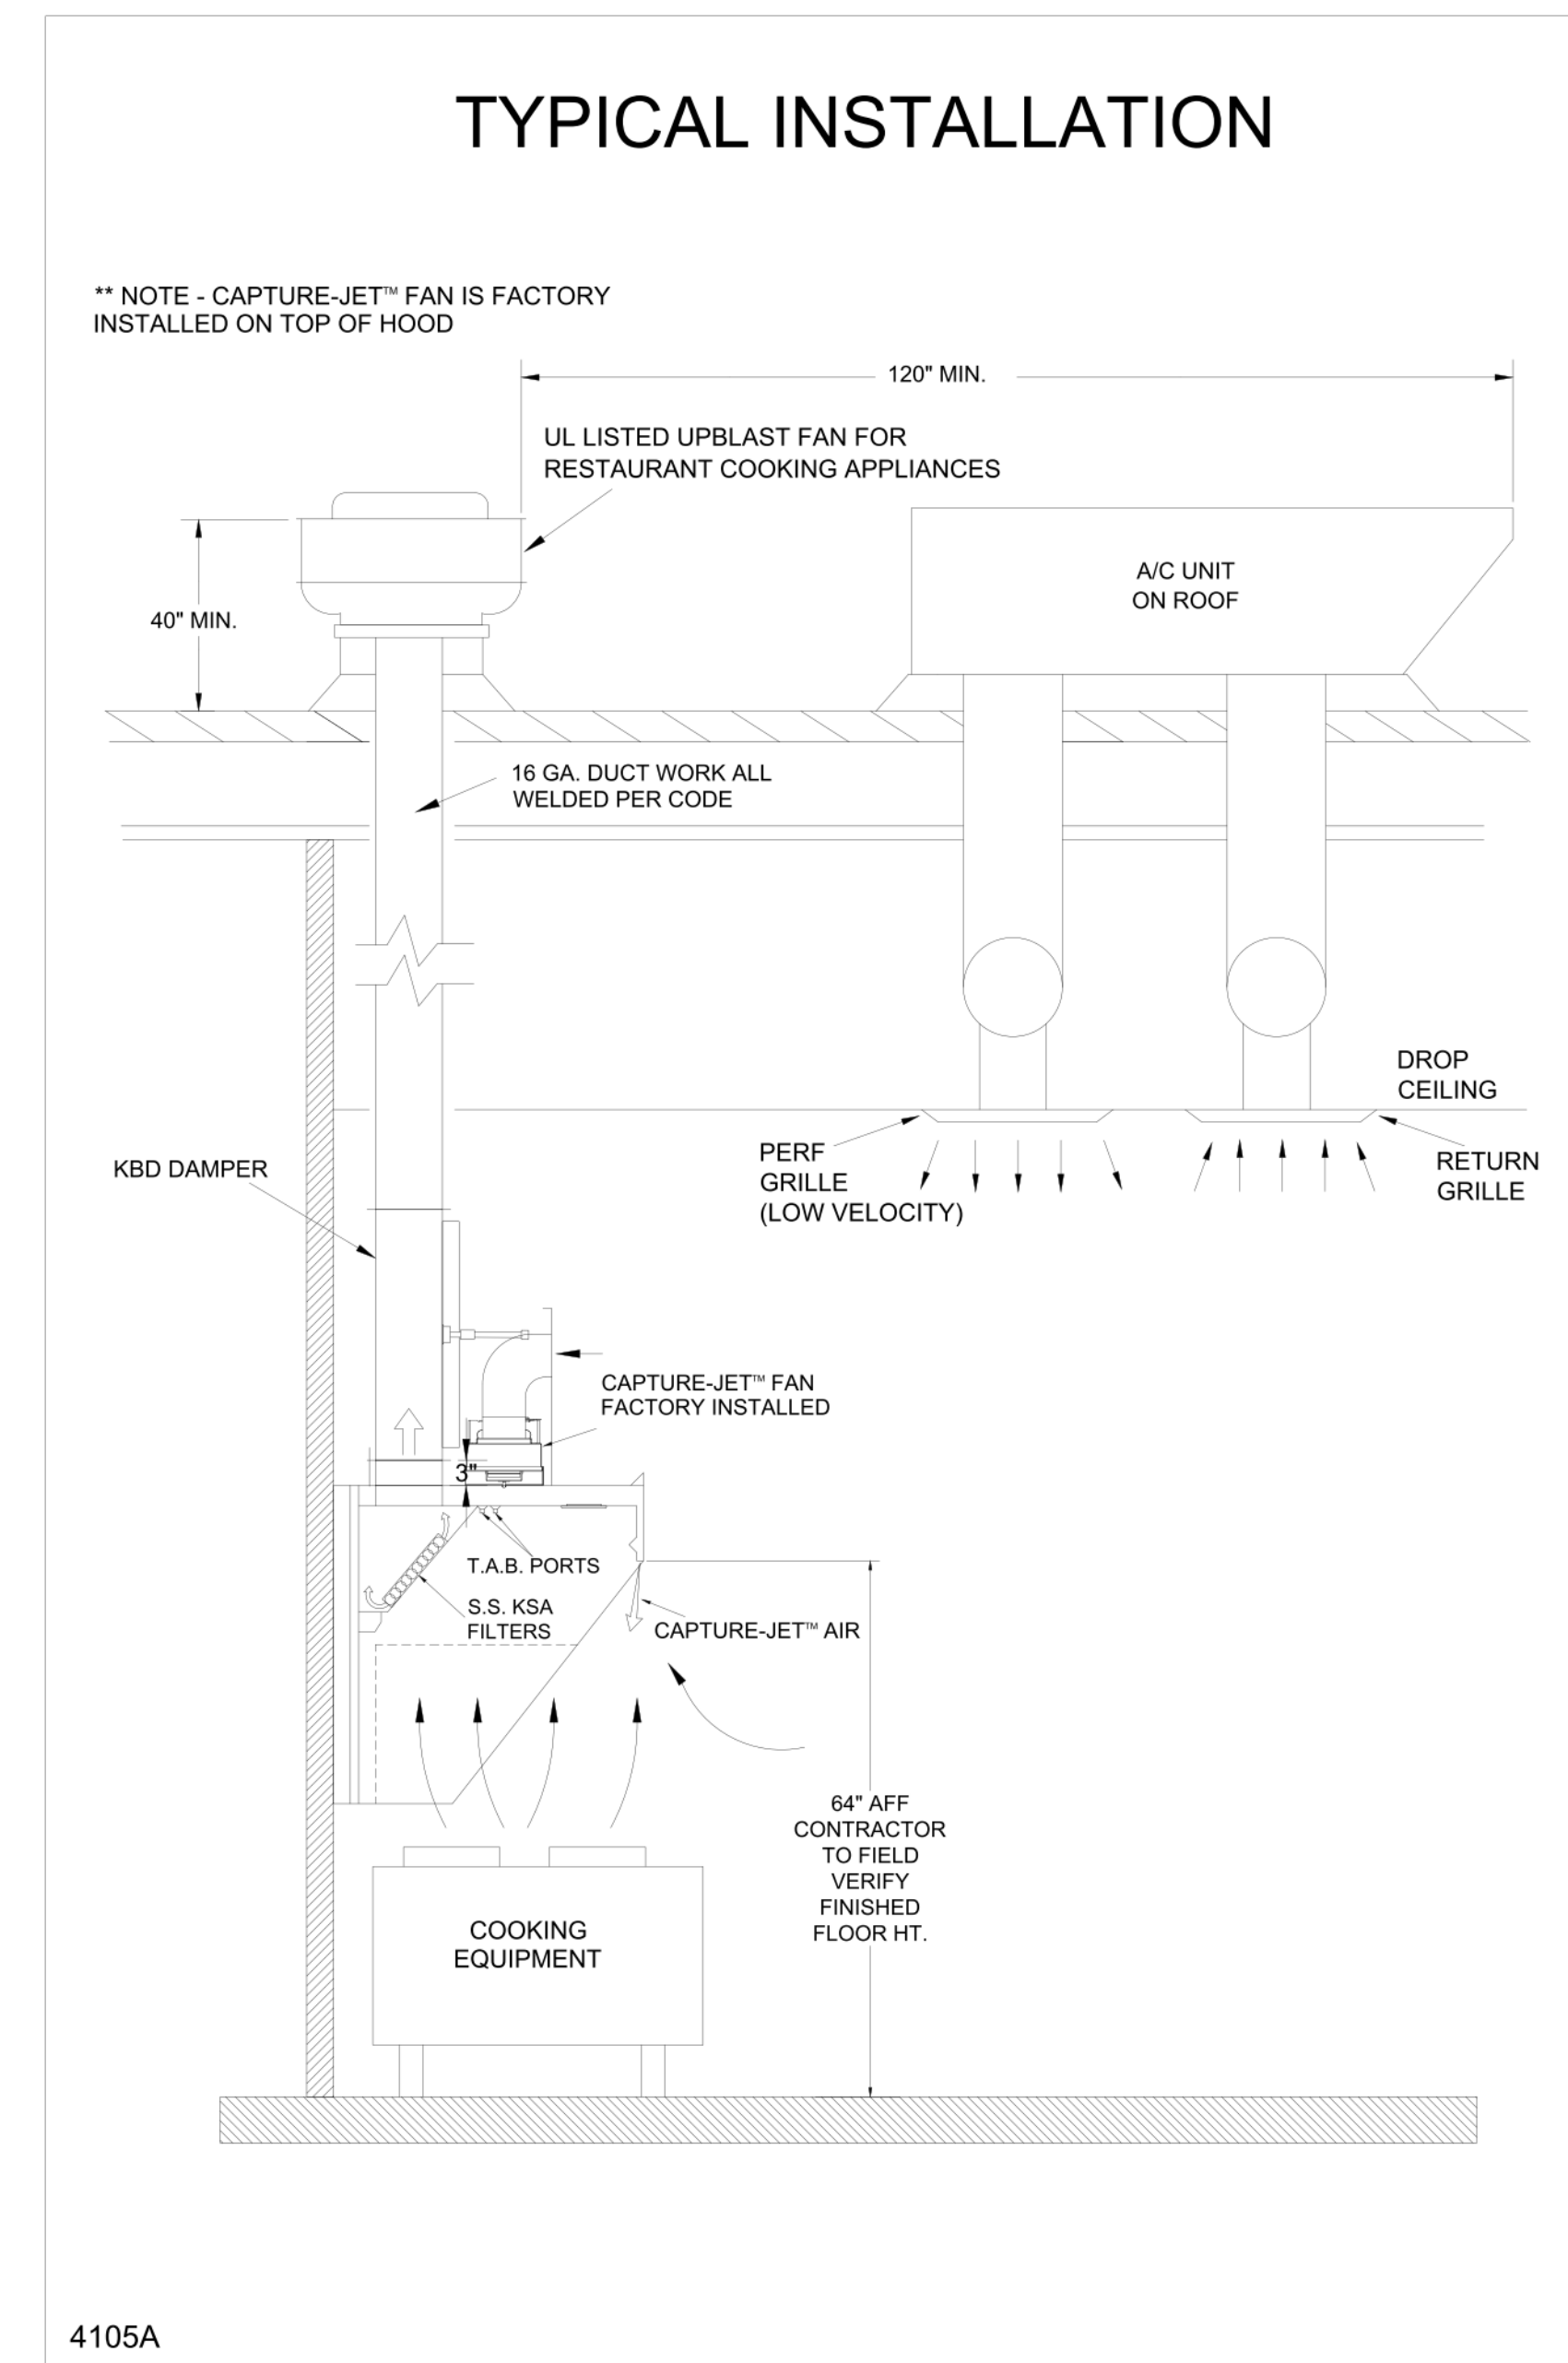 TYPICAL INSTALLATION
** NOTE - CAPTURE-JET™ FAN IS FACTORY
INSTALLED ON TOP OF HOOD
120" MIN.
UL LISTED UPBLAST FAN FOR
RESTAURANT COOKING APPLIANCES
A/C UNIT
ON ROOF
40" MIN.
16 GA. DUCT WORK ALL
WELDED PER CODE
DROP
CEILING
PERF
GRILLE
(LOW VELOCITY)
RETURN
GRILLE
KBD DAMPER
CAPTURE-JET™ FAN
FACTORY INSTALLED
3"
T.A.B. PORTS
S.S. KSA
FILTERS
CAPTURE-JET™ AIR
64" AFF
CONTRACTOR
TO FIELD
VERIFY
FINISHED
FLOOR HT.
COOKING
EQUIPMENT
4105A